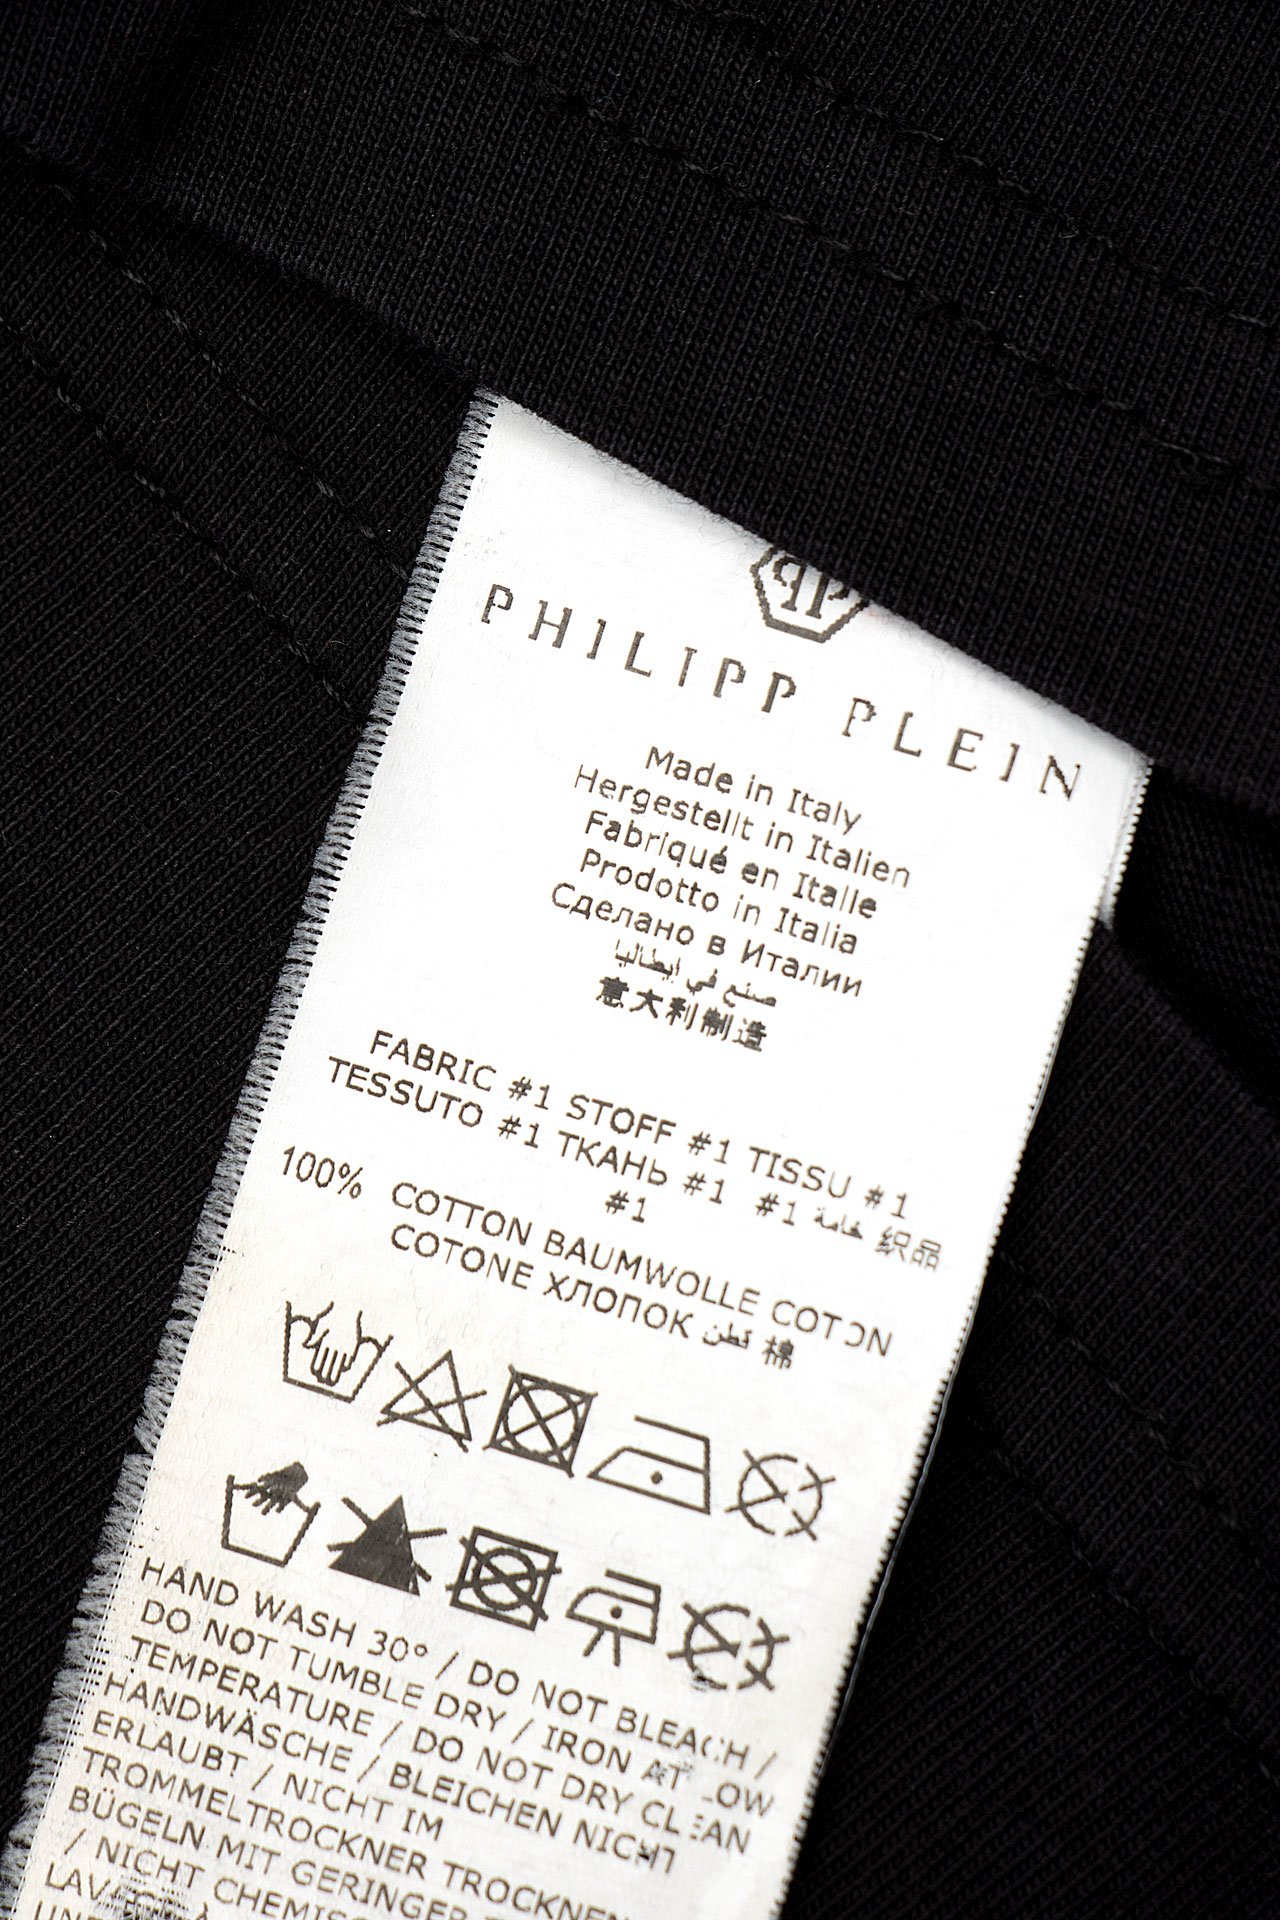 PHILIPP PLEIN
Made in Italy
Hergestellt in Italien
Fabriqué en Italie
Prodotto in Italia
Сделано в Италии
صنع في إيطاليا
意大利制造
FABRIC #1 STOFF #1 TISSU #1
TESSUTO #1 ТКАНЬ #1 #1 خامة 织品
#1
100% COTTON BAUMWOLLE COTON
COTONE ХЛОПОК قطن 棉
HAND WASH 30° / DO NOT BLEACH /
DO NOT TUMBLE DRY / IRON AT LOW
TEMPERATURE / DO NOT DRY CLEAN
HANDWÄSCHE / BLEICHEN NICHT
ERLAUBT / NICHT IM
TROMMELTROCKNER TROCKNEN
BÜGELN MIT GERINGER
/ NICHT